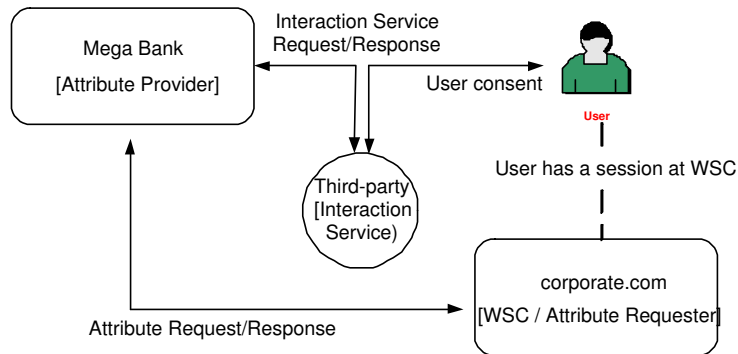 Interaction Service
Request/Response
Mega Bank
[Attribute Provider]
User consent
User
Third-party
[Interaction
Service)
User has a session at WSC
corporate.com
[WSC / Attribute Requester]
Attribute Request/Response